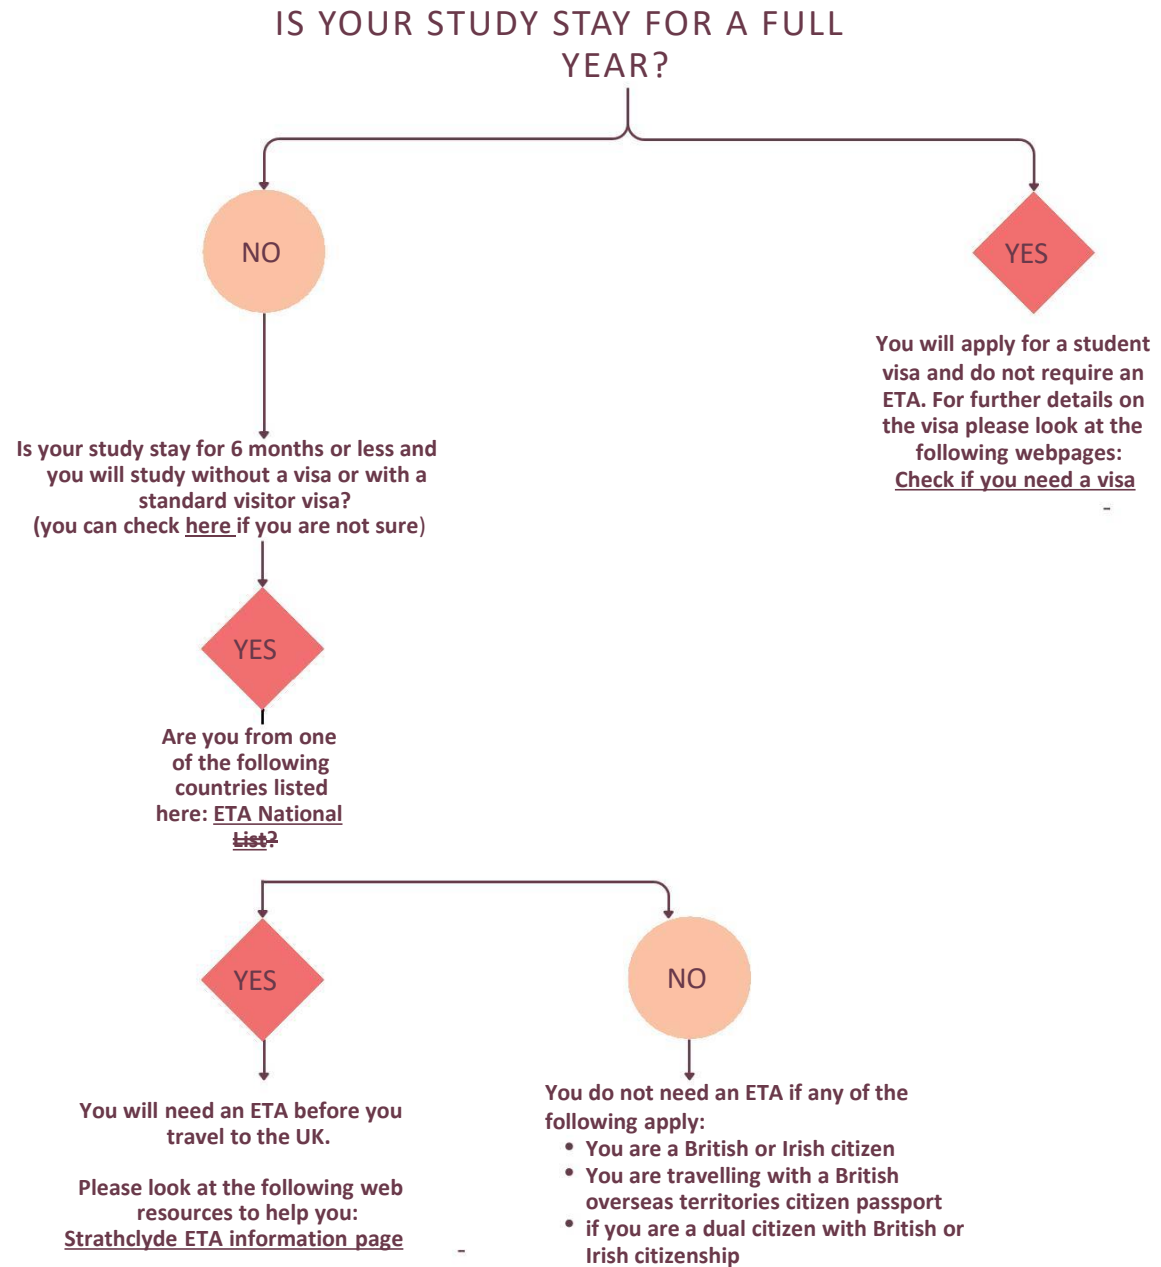 IS YOUR STUDY STAY FOR A FULL
YEAR?
NO
YES
You will apply for a student
visa and do not require an
ETA. For further details on
the visa please look at the
following webpages:
Check if you need a visa
Is your study stay for 6 months or less and
you will study without a visa or with a
standard visitor visa?
(you can check here if you are not sure)
YES
Are you from one
of the following
countries listed
here: ETA National
List?
YES
NO
You will need an ETA before you
travel to the UK.
Please look at the following web
resources to help you:
Strathclyde ETA information page
You do not need an ETA if any of the
following apply:
• You are a British or Irish citizen
• You are travelling with a British
overseas territories citizen passport
• if you are a dual citizen with British or
Irish citizenship